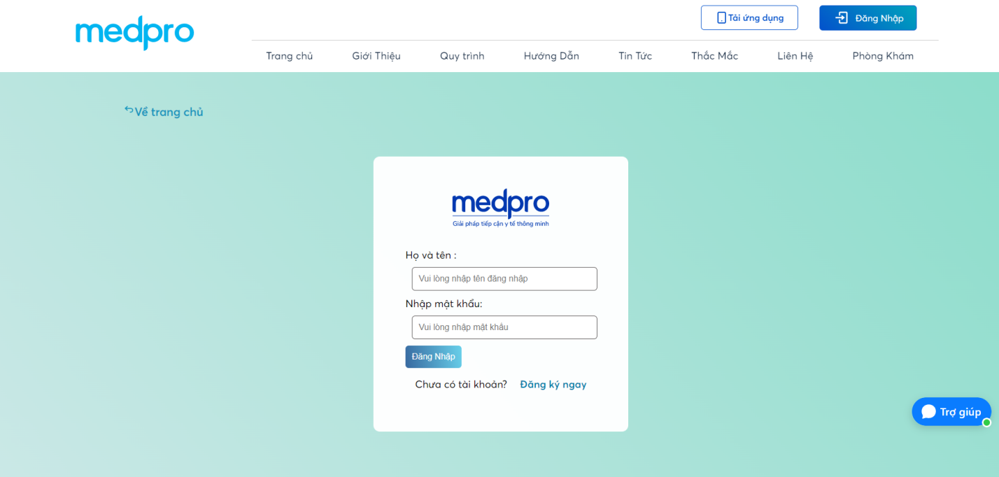 medpro
Tải ứng dụng
Đăng Nhập
Trang chủ
Giới Thiệu
Quy trình
Hướng Dẫn
Tin Tức
Thắc Mắc
Liên Hệ
Phòng Khám
Về trang chủ
medpro
Giải pháp tiếp cận y tế thông minh
Họ và tên :
Vui lòng nhập tên đăng nhập
Nhập mật khẩu:
Vui lòng nhập mật khẩu
Đăng Nhập
Chưa có tài khoản? Đăng ký ngay
Trợ giúp